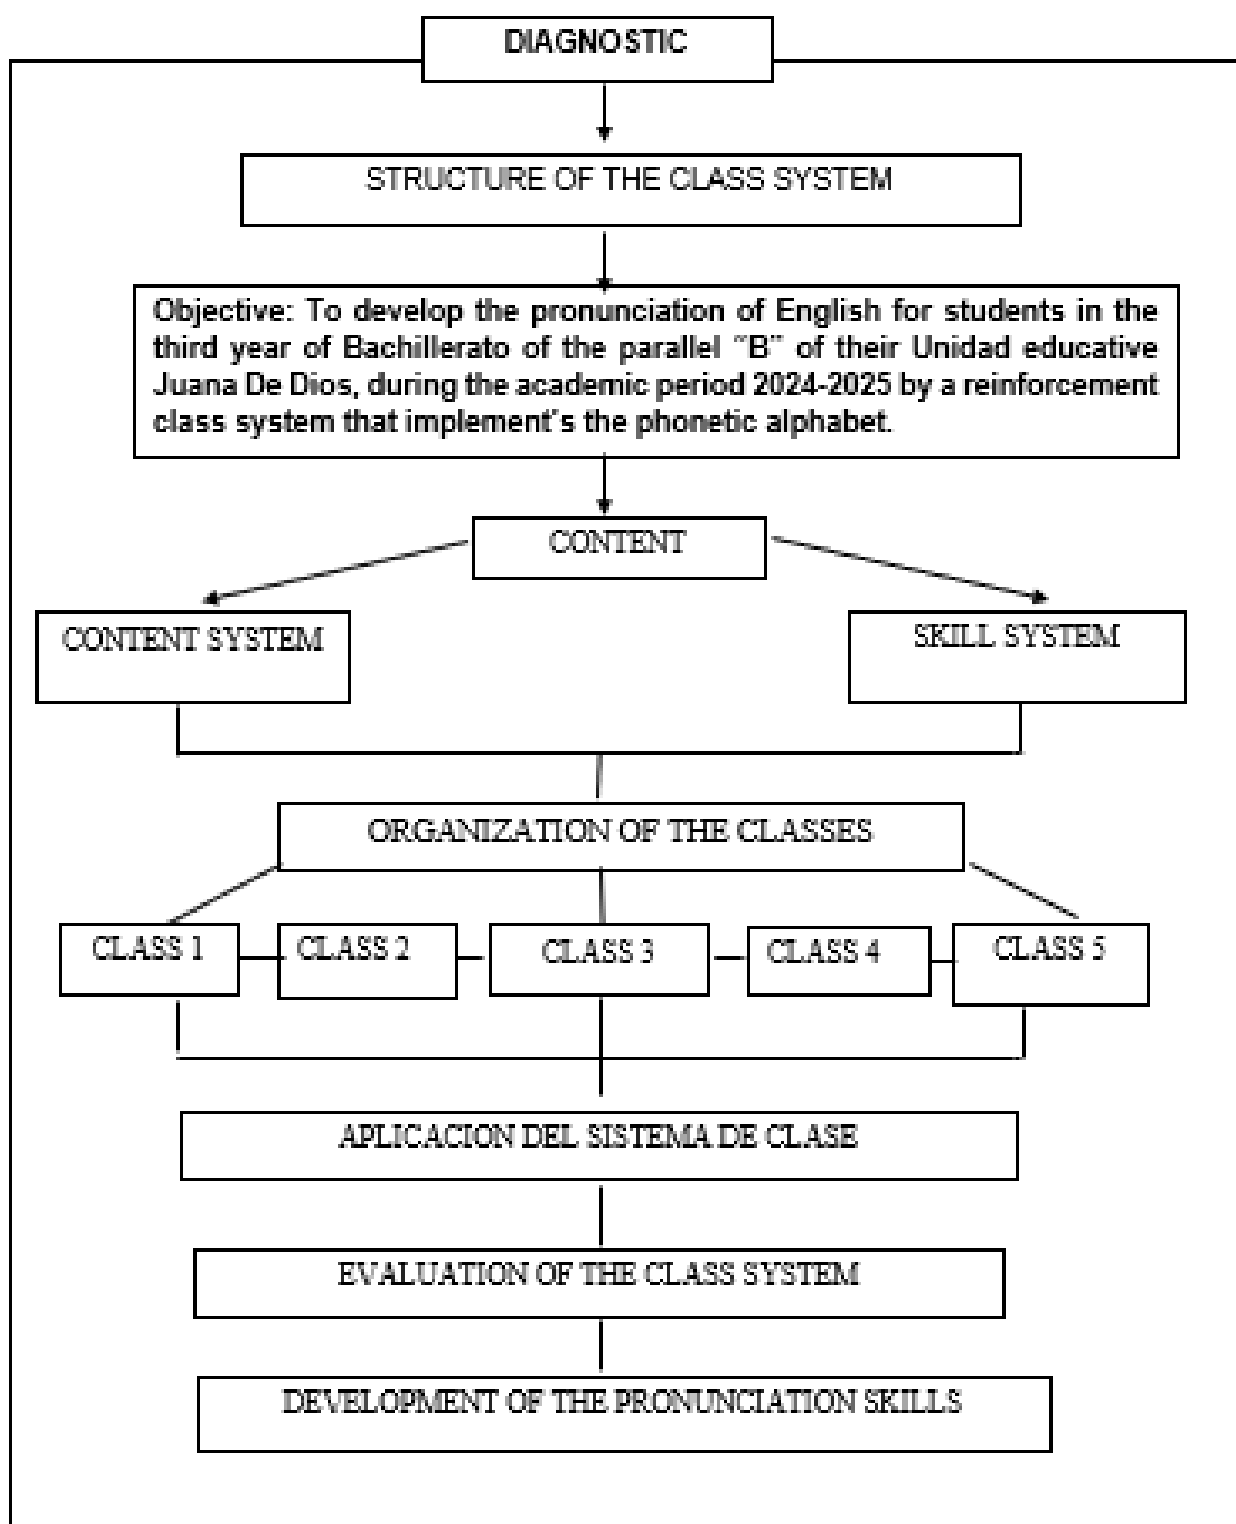 DIAGNOSTIC
STRUCTURE OF THE CLASS SYSTEM
Objective: To develop the pronunciation of English for students in the
third year of Bachillerato of the parallel "B" of their Unidad educative
Juana De Dios, during the academic period 2024-2025 by a reinforcement
class system that implement's the phonetic alphabet.
CONTENT
CONTENT SYSTEM
SKILL SYSTEM
ORGANIZATION OF THE CLASSES
CLASS 1
CLASS 2
CLASS 3
CLASS 4
CLASS 5
APLICACION DEL SISTEMA DE CLASE
EVALUATION OF THE CLASS SYSTEM
DEVELOPMENT OF THE PRONUNCIATION SKILLS